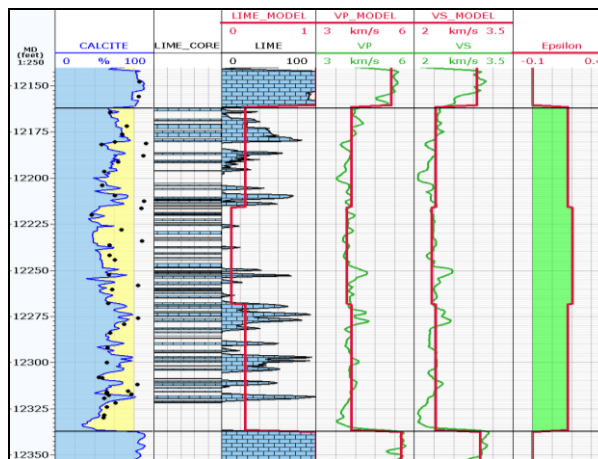 LIME_MODEL VP_MODEL VS_MODEL
MD
(feet)
1:250
0 1 3 km/s 6 2 km/s 3.5
CALCITE LIME_CORE LIME VP VS Epsilon
0 % 100 0 100 3 km/s 6 2 km/s 3.5 -0.1 0.4
12150
12175
12200
12225
12250
12275
12300
12325
12350